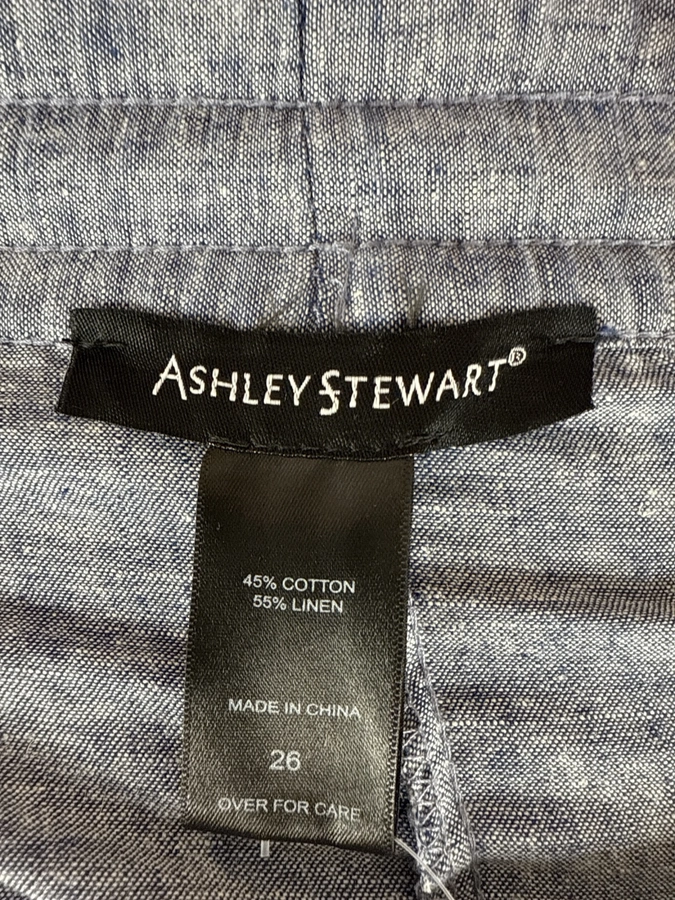 ASHLEY STEWART®
45% COTTON
55% LINEN
MADE IN CHINA
26
OVER FOR CARE